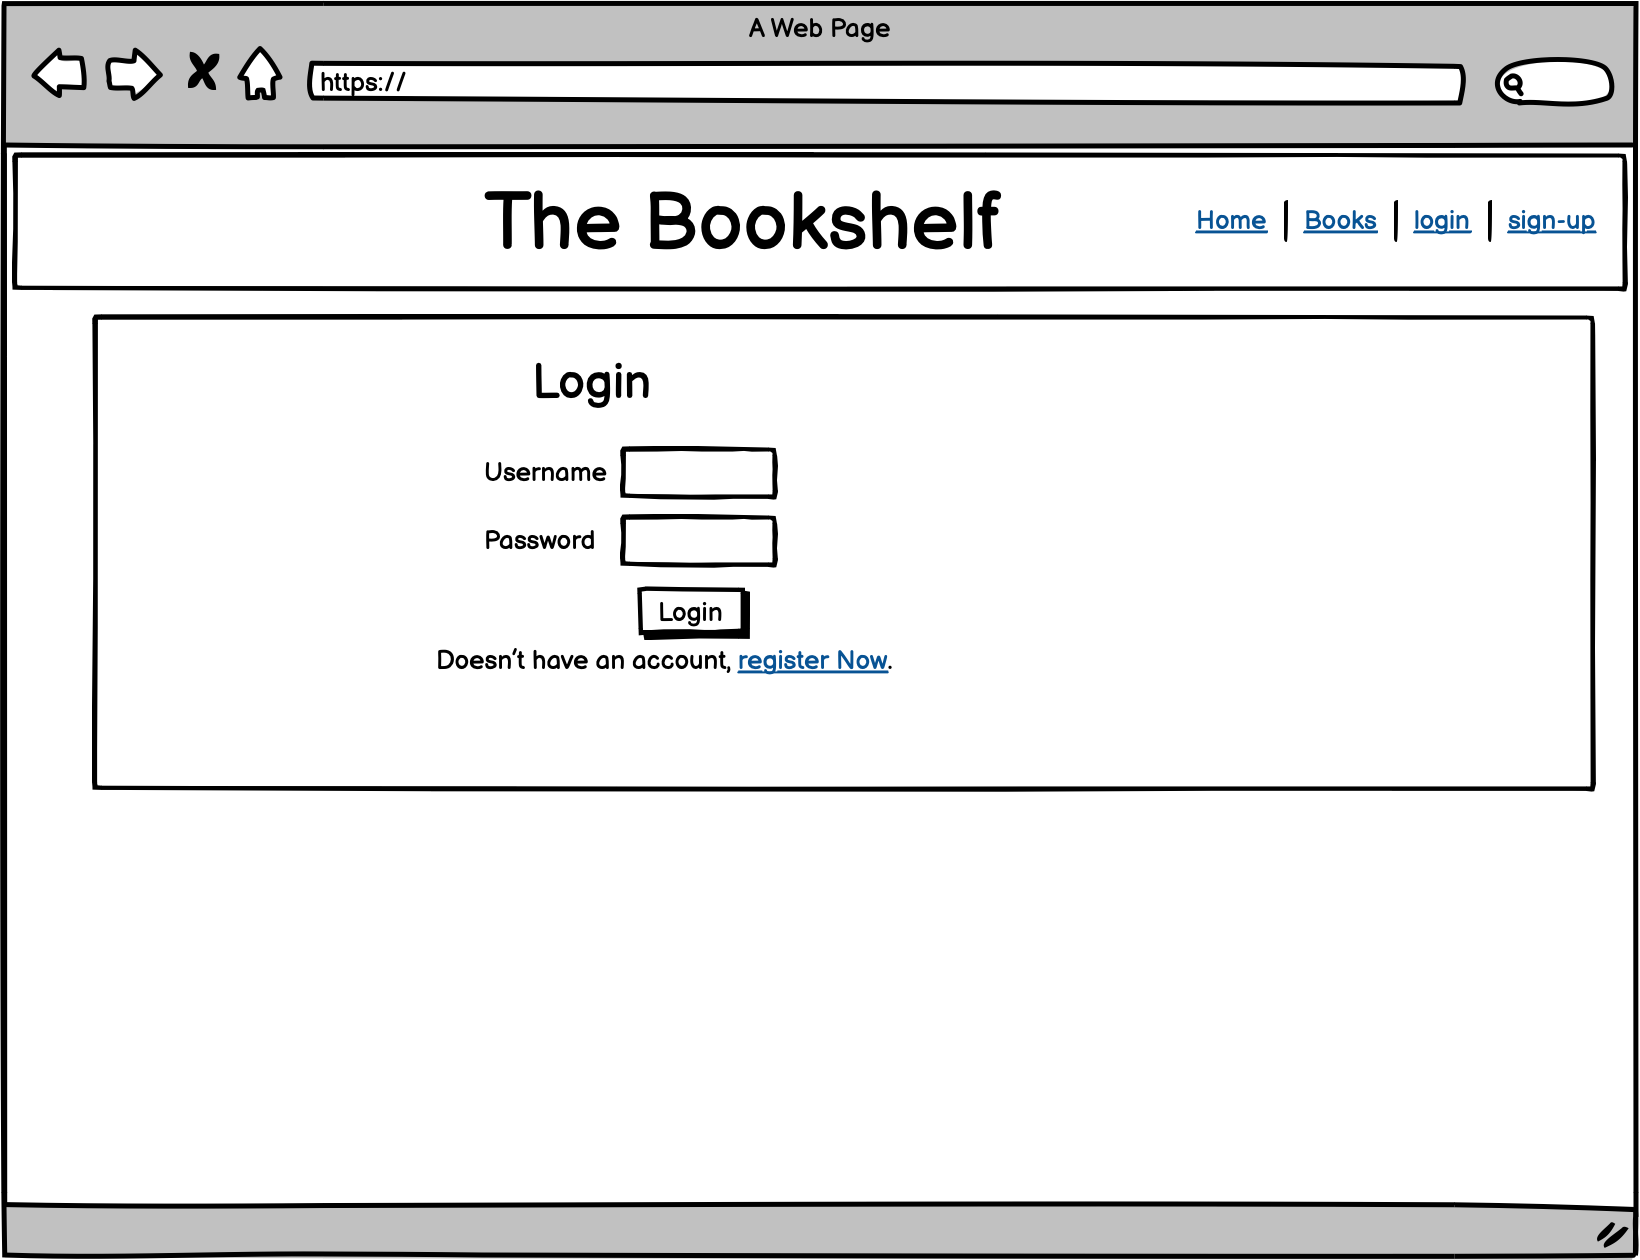 A Web Page
https://
The Bookshelf
Home | Books | login | sign-up
Login
Username
Password
Login
Doesn't have an account, register Now.